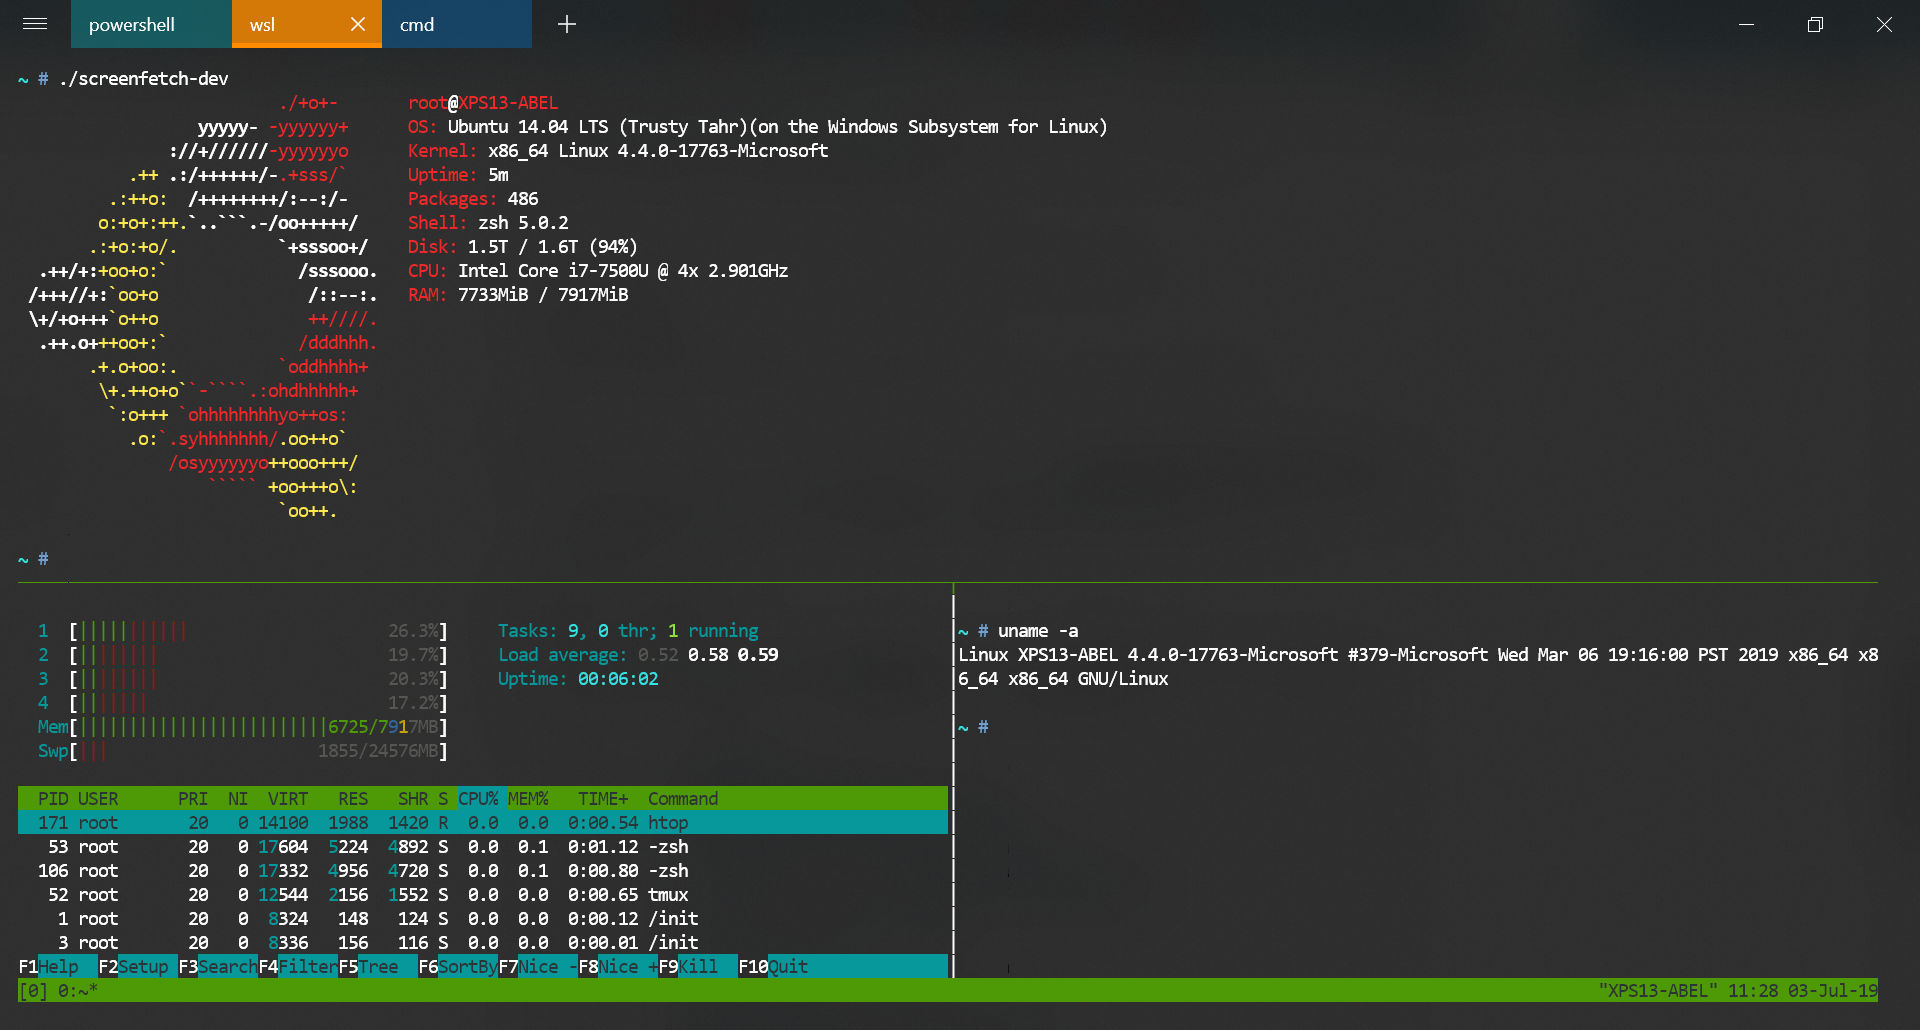 powershell
wsl
cmd
~ # ./screenfetch-dev
./+o+-       root@XPS13-ABEL
yyyyy- -yyyyyy+      OS: Ubuntu 14.04 LTS (Trusty Tahr)(on the Windows Subsystem for Linux)
://+//////-yyyyyyo      Kernel: x86_64 Linux 4.4.0-17763-Microsoft
.++ .:/++++++/-.+sss/`       Uptime: 5m
.:++o:  /++++++++/:--:/-      Packages: 486
o:+o+:++.`..```.-/oo+++++/     Shell: zsh 5.0.2
.:+o:+o/.          `+sssoo+/    Disk: 1.5T / 1.6T (94%)
.++/+:+oo+o:`             /sssooo.   CPU: Intel Core i7-7500U @ 4x 2.901GHz
/+++//+:`oo+o               /::--:.   RAM: 7733MiB / 7917MiB
\+/+o+++`o++o               ++////.
.++.o+++oo+:`             /dddhhh.
.+.o+oo:.          `oddhhhh+
\+.++o+o``-````.:ohdhhhhh+
`:o+++ `ohhhhhhhhyo++os:
.o:`.syhhhhhhh/.oo++o`
/osyyyyyyo++ooo+++/
````` +oo+++o\:
`oo++.
~ #
1 [||||||||||| 26.3%] Tasks: 9, 0 thr; 1 running
2 [|||||||| 19.7%] Load average: 0.52 0.58 0.59
3 [|||||||| 20.3%] Uptime: 00:06:02
4 [||||||| 17.2%]
Mem[|||||||||||||||||||||||||6725/7917MB]
Swp[||| 1855/24576MB]
PID USER PRI NI VIRT RES SHR S CPU% MEM% TIME+ Command
171 root 20 0 14100 1988 1420 R 0.0 0.0 0:00.54 htop
53 root 20 0 17604 5224 4892 S 0.0 0.1 0:01.12 -zsh
106 root 20 0 17332 4956 4720 S 0.0 0.1 0:00.80 -zsh
52 root 20 0 12544 2156 1552 S 0.0 0.0 0:00.65 tmux
1 root 20 0 8324 148 124 S 0.0 0.0 0:00.12 /init
3 root 20 0 8336 156 116 S 0.0 0.0 0:00.01 /init
F1Help F2Setup F3SearchF4FilterF5Tree F6SortByF7Nice -F8Nice +F9Kill F10Quit
~ # uname -a
Linux XPS13-ABEL 4.4.0-17763-Microsoft #379-Microsoft Wed Mar 06 19:16:00 PST 2019 x86_64 x8
6_64 x86_64 GNU/Linux
~ #
[0] 0:~* "XPS13-ABEL" 11:28 03-Jul-19